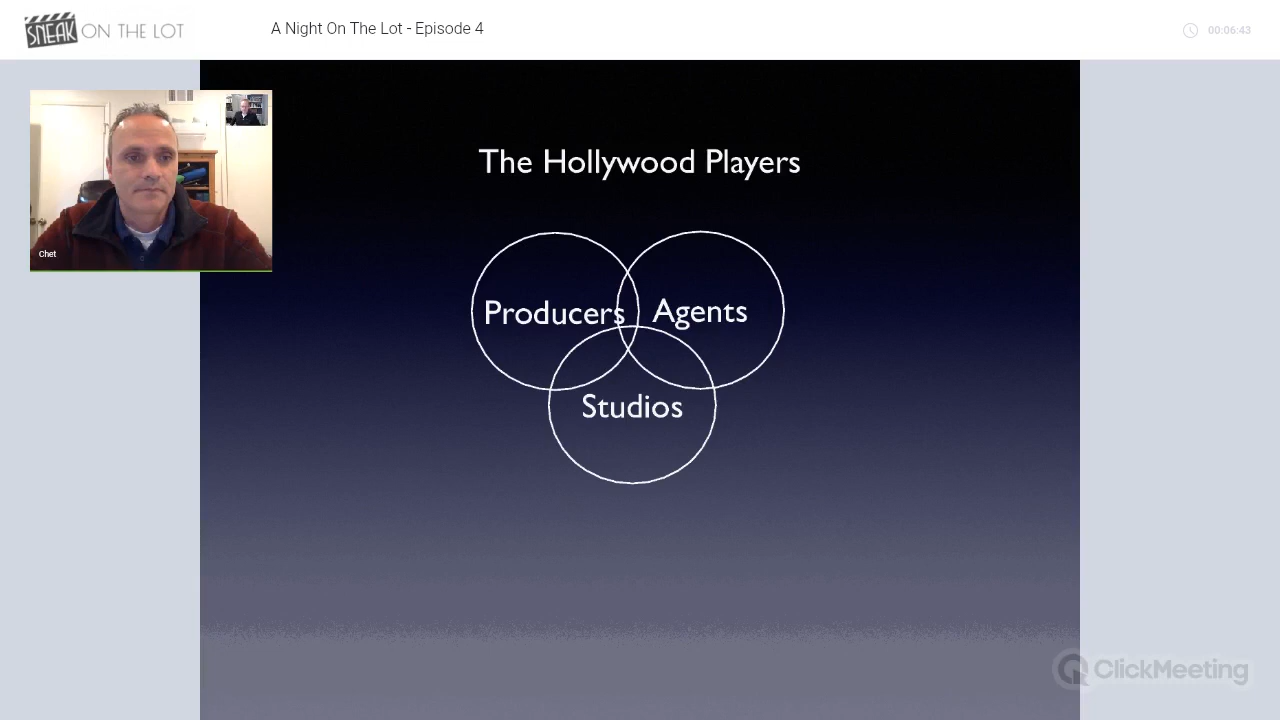 SNEAK ON THE LOT
A Night On The Lot - Episode 4
00:06:43
Chet
The Hollywood Players
Producers
Agents
Studios
ClickMeeting